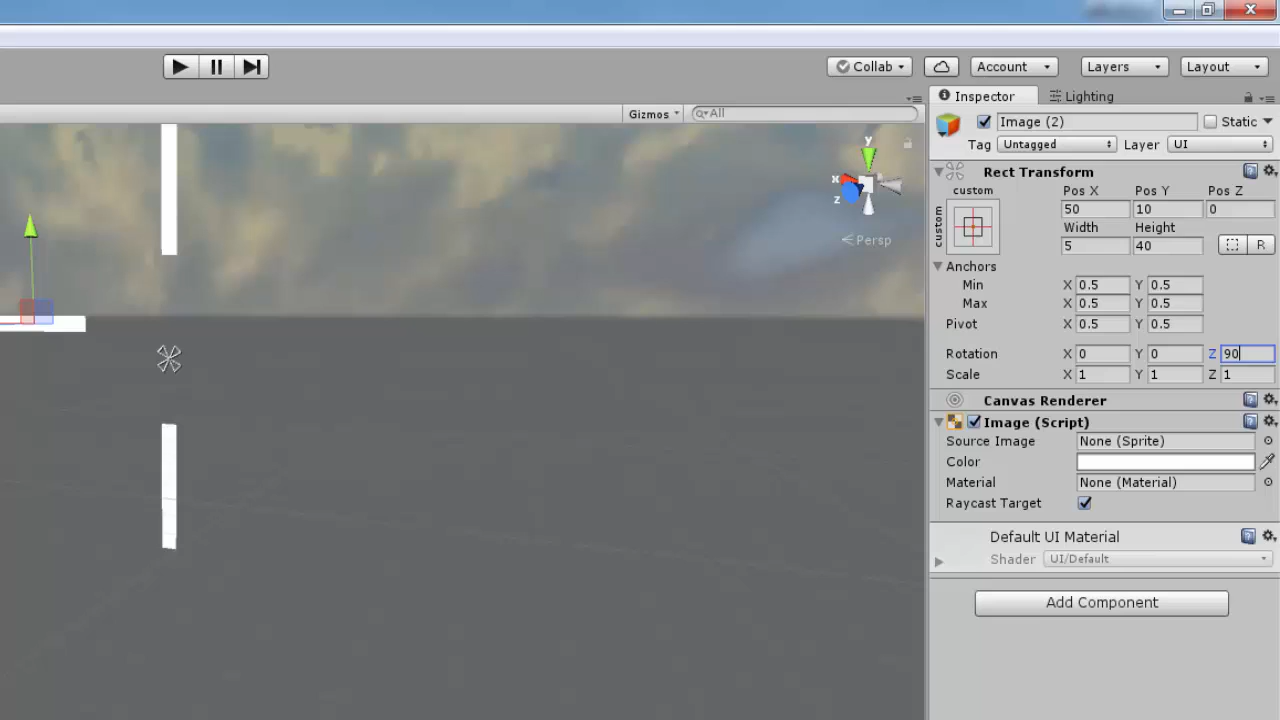 Collab Account Layers Layout
Inspector Lighting
Gizmos All
Image (2) Static
Tag Untagged Layer UI
Rect Transform
custom Pos X Pos Y Pos Z
custom
50 10 0
Width Height
5 40 R
Anchors
Min X 0.5 Y 0.5
Max X 0.5 Y 0.5
Pivot X 0.5 Y 0.5
Rotation X 0 Y 0 Z 90
Scale X 1 Y 1 Z 1
Canvas Renderer
Image (Script)
Source Image None (Sprite)
Color
Material None (Material)
Raycast Target
Default UI Material
Shader UI/Default
Add Component
y
x
z
Persp